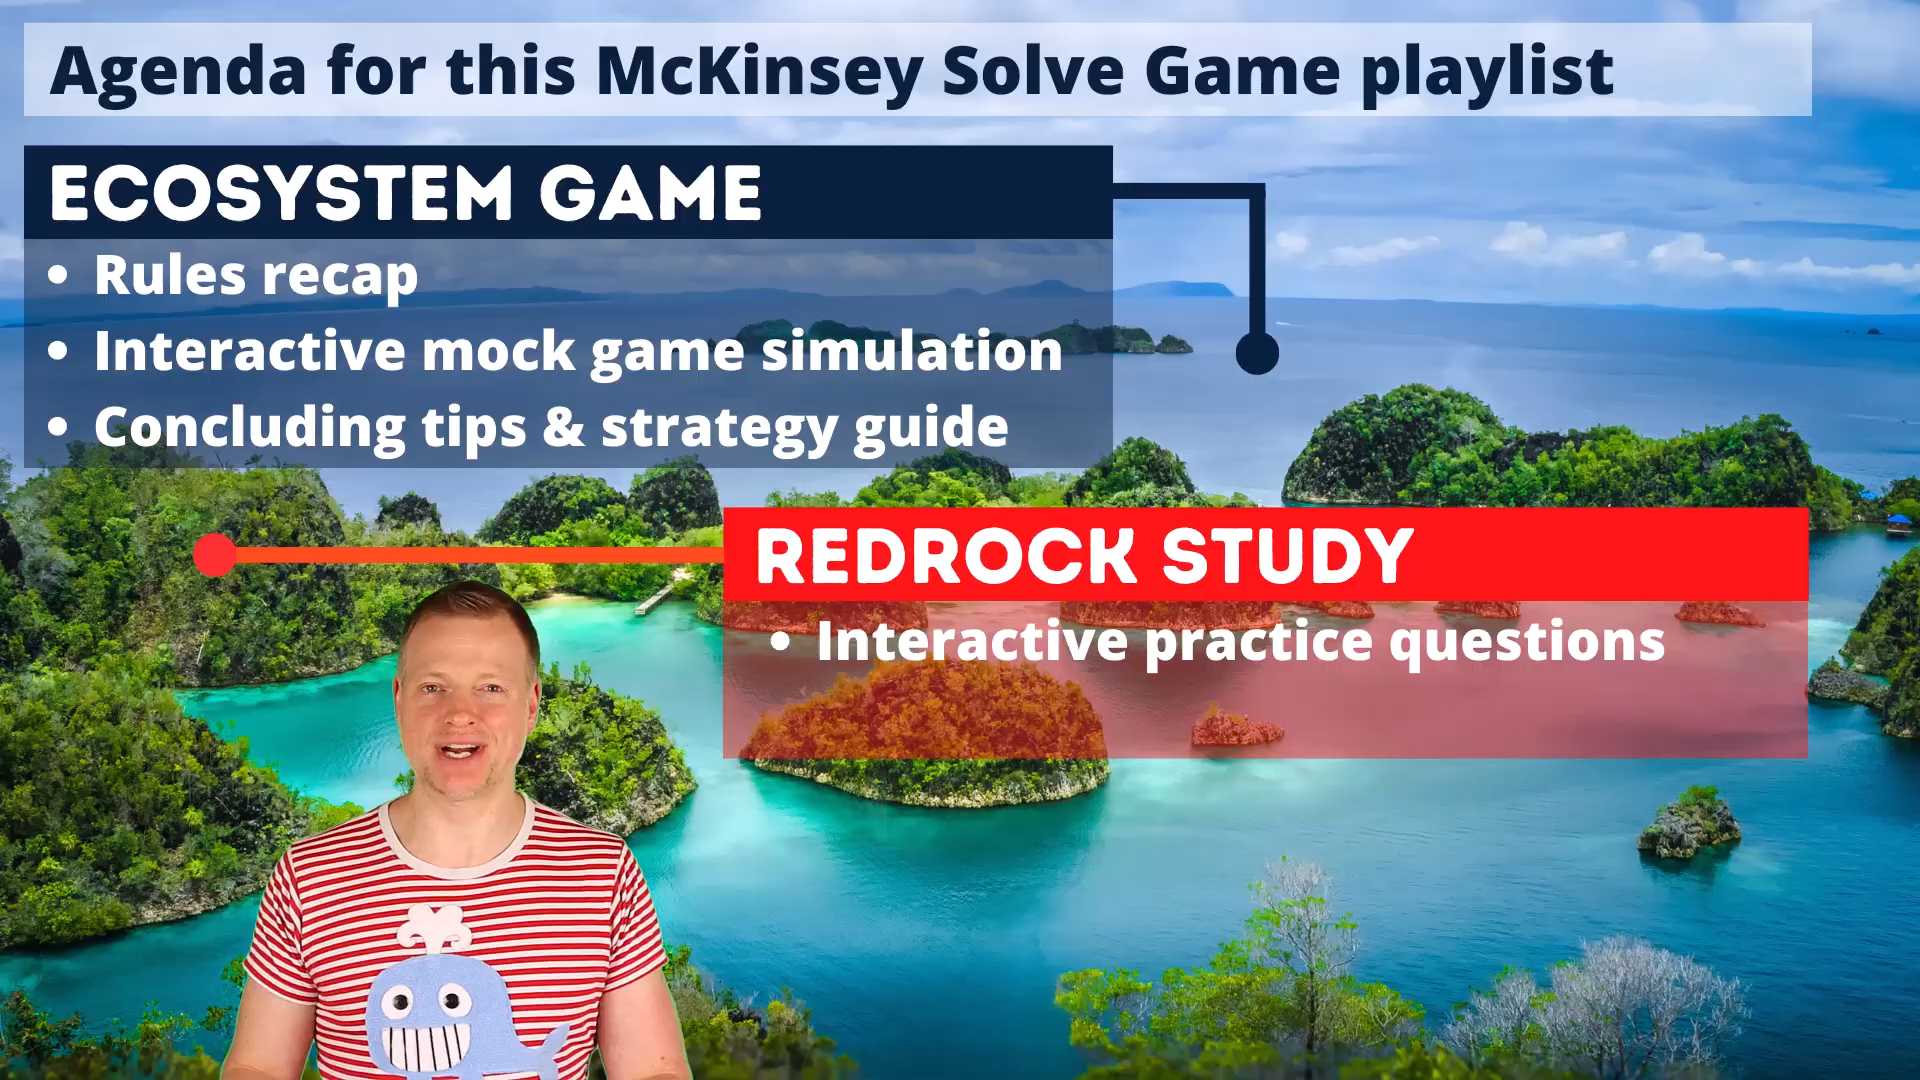 Agenda for this McKinsey Solve Game playlist
ECOSYSTEM GAME
• Rules recap
• Interactive mock game simulation
• Concluding tips & strategy guide
REDROCK STUDY
• Interactive practice questions